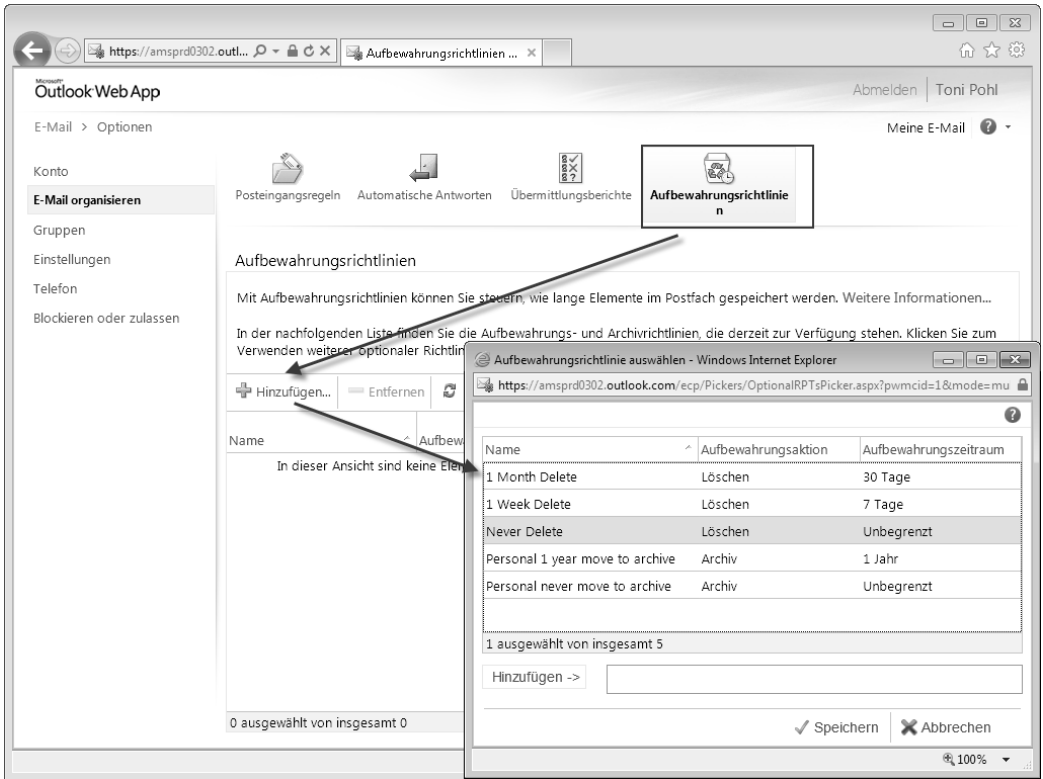 https://amsprd0302.outl...
Aufbewahrungsrichtlinien ...
Microsoft
Outlook Web App
Abmelden
Toni Pohl
E-Mail > Optionen
Meine E-Mail
Konto
E-Mail organisieren
Gruppen
Einstellungen
Telefon
Blockieren oder zulassen
Posteingangsregeln
Automatische Antworten
Übermittlungsberichte
Aufbewahrungsrichtlinie
n
Aufbewahrungsrichtlinien
Mit Aufbewahrungsrichtlinien können Sie steuern, wie lange Elemente im Postfach gespeichert werden. Weitere Informationen...
In der nachfolgenden Liste finden Sie die Aufbewahrungs- und Archivrichtlinien, die derzeit zur Verfügung stehen. Klicken Sie zum
Verwenden weiterer optionaler Richtlin
Hinzufügen...
Entfernen
Name
Aufbew
In dieser Ansicht sind keine Ele
0 ausgewählt von insgesamt 0
Aufbewahrungsrichtlinie auswählen - Windows Internet Explorer
https://amsprd0302.outlook.com/ecp/Pickers/OptionalRPTsPicker.aspx?pwmcid=1&mode=mu
Name Aufbewahrungsaktion Aufbewahrungszeitraum
1 Month Delete Löschen 30 Tage
1 Week Delete Löschen 7 Tage
Never Delete Löschen Unbegrenzt
Personal 1 year move to archive Archiv 1 Jahr
Personal never move to archive Archiv Unbegrenzt
1 ausgewählt von insgesamt 5
Hinzufügen ->
Speichern
Abbrechen
100%